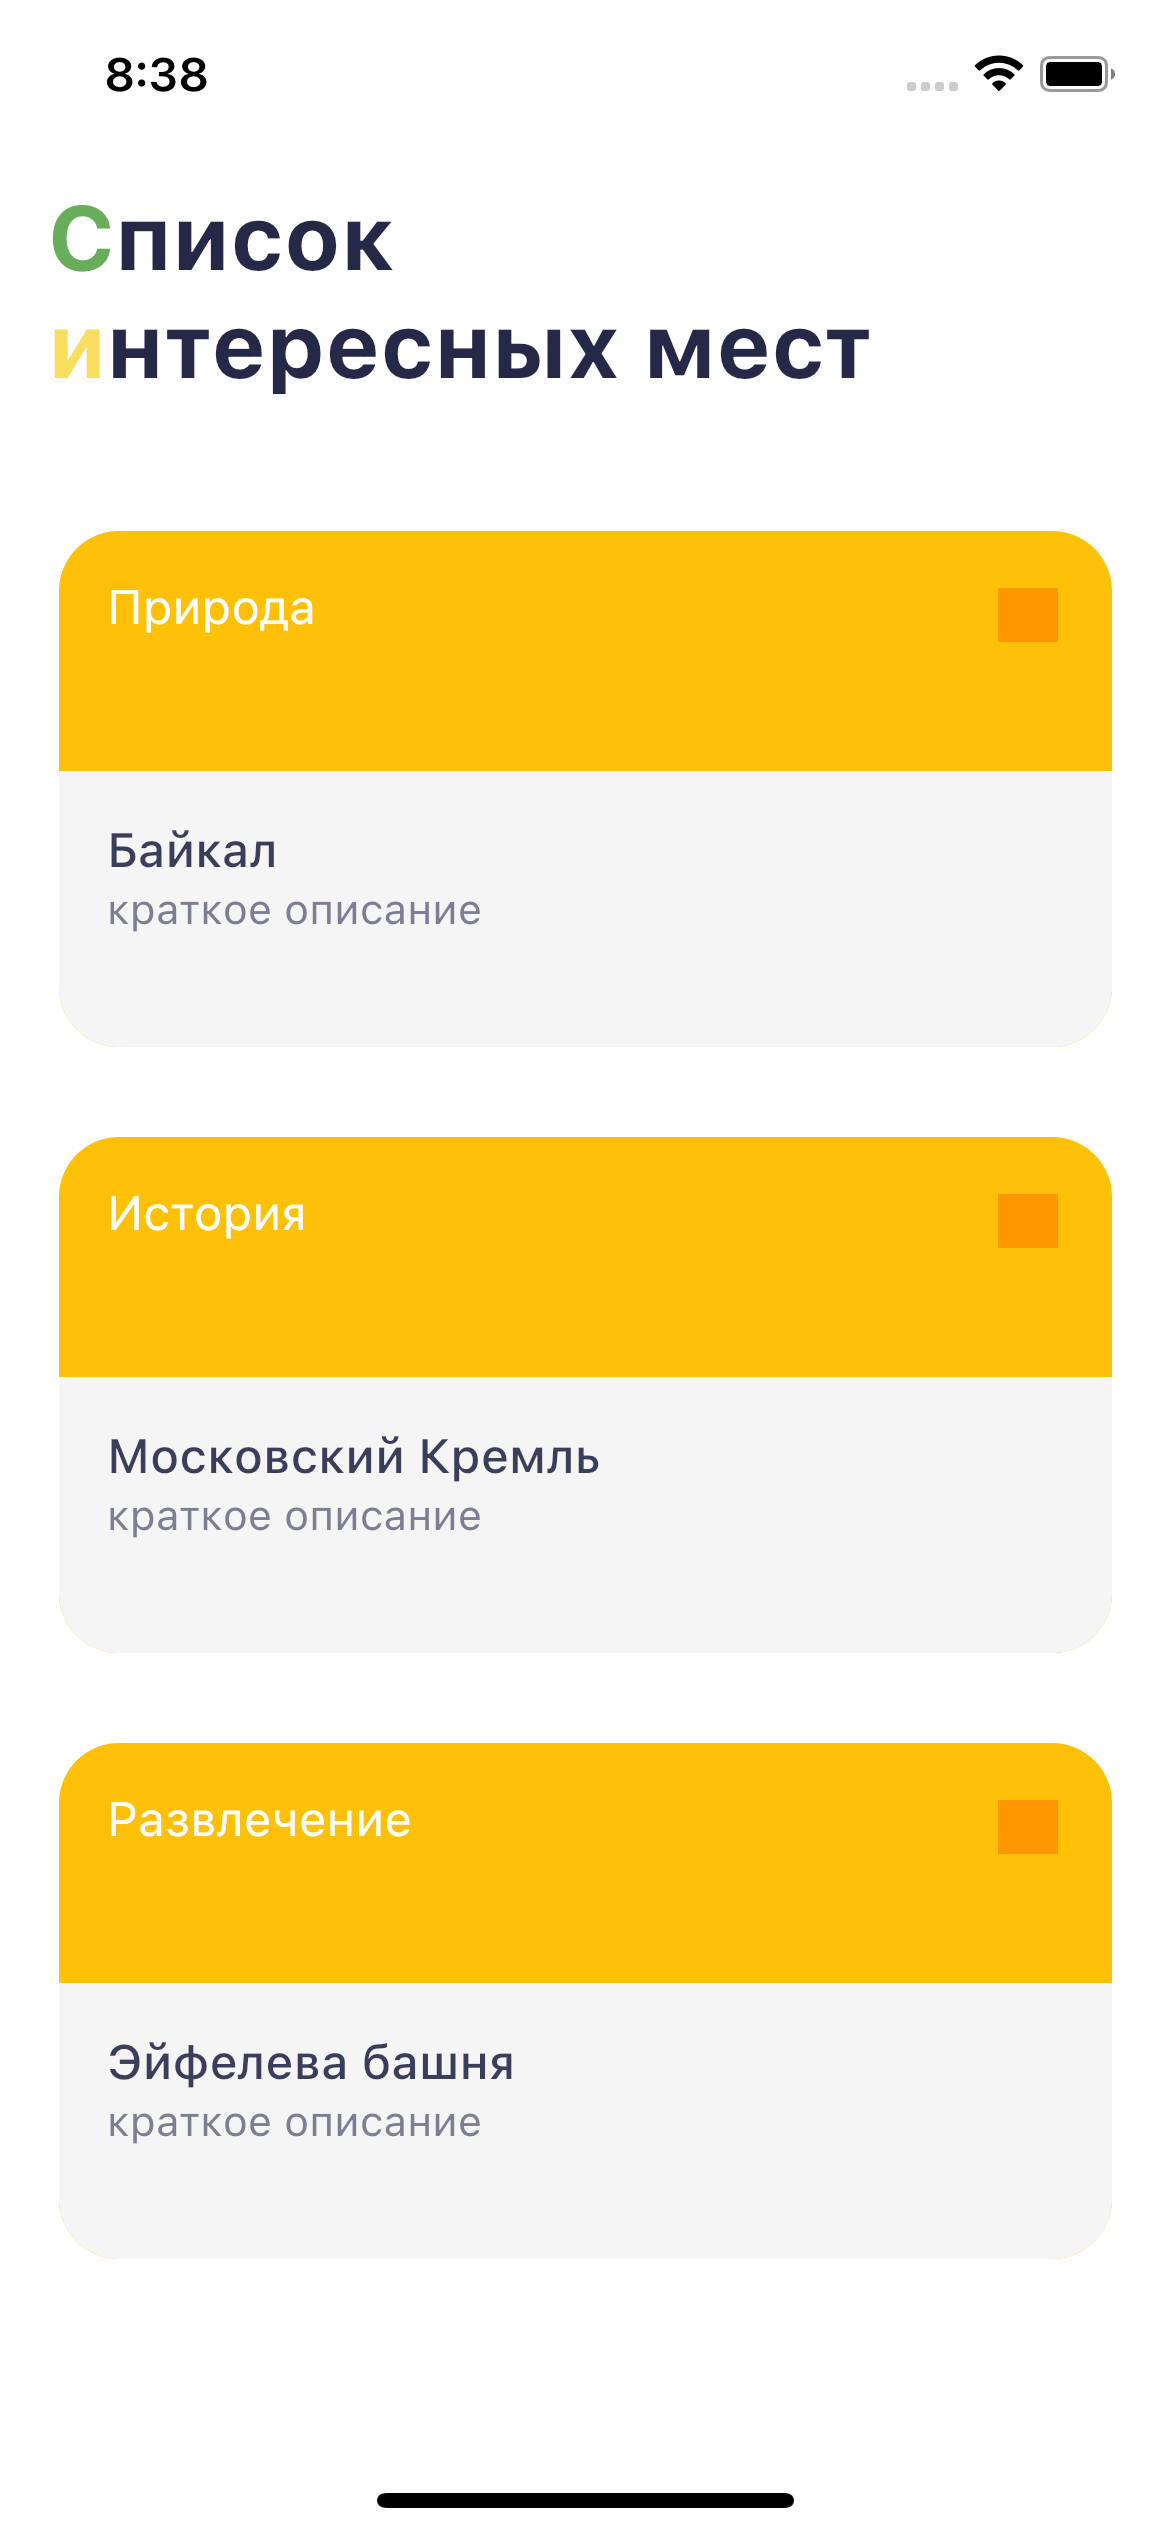 8:38
Список
интересных мест
Природа
Байкал
краткое описание
История
Московский Кремль
краткое описание
Развлечение
Эйфелева башня
краткое описание